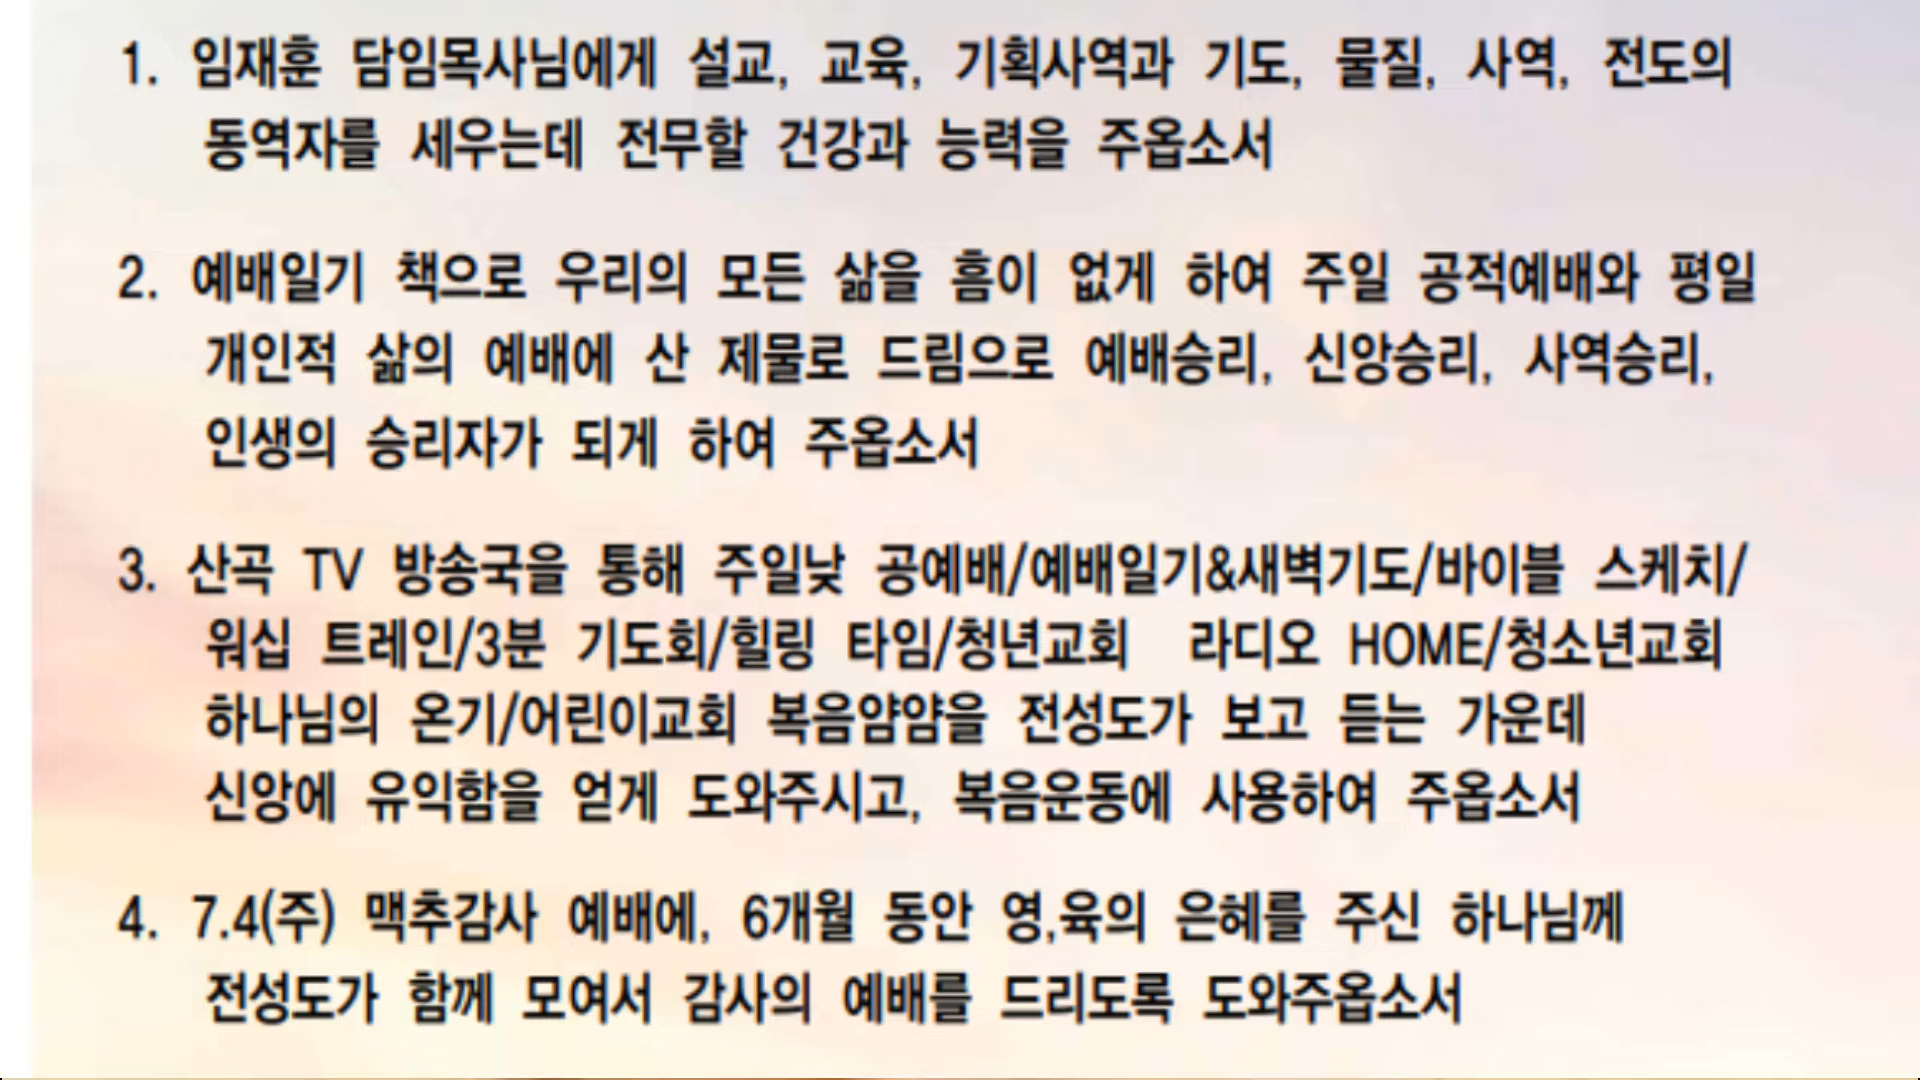 1. 임재훈 담임목사님에게 설교, 교육, 기획사역과 기도, 물질, 사역, 전도의
동역자를 세우는데 전무할 건강과 능력을 주옵소서
2. 예배일기 책으로 우리의 모든 삶을 흠이 없게 하여 주일 공적예배와 평일
개인적 삶의 예배에 산 제물로 드림으로 예배승리, 신앙승리, 사역승리,
인생의 승리자가 되게 하여 주옵소서
3. 산곡 TV 방송국을 통해 주일낮 공예배/예배일기&새벽기도/바이블 스케치/
워십 트레인/3분 기도회/힐링 타임/청년교회 라디오 HOME/청소년교회
하나님의 온기/어린이교회 복음얌얌을 전성도가 보고 듣는 가운데
신앙에 유익함을 얻게 도와주시고, 복음운동에 사용하여 주옵소서
4. 7.4(주) 맥추감사 예배에, 6개월 동안 영,육의 은혜를 주신 하나님께
전성도가 함께 모여서 감사의 예배를 드리도록 도와주옵소서